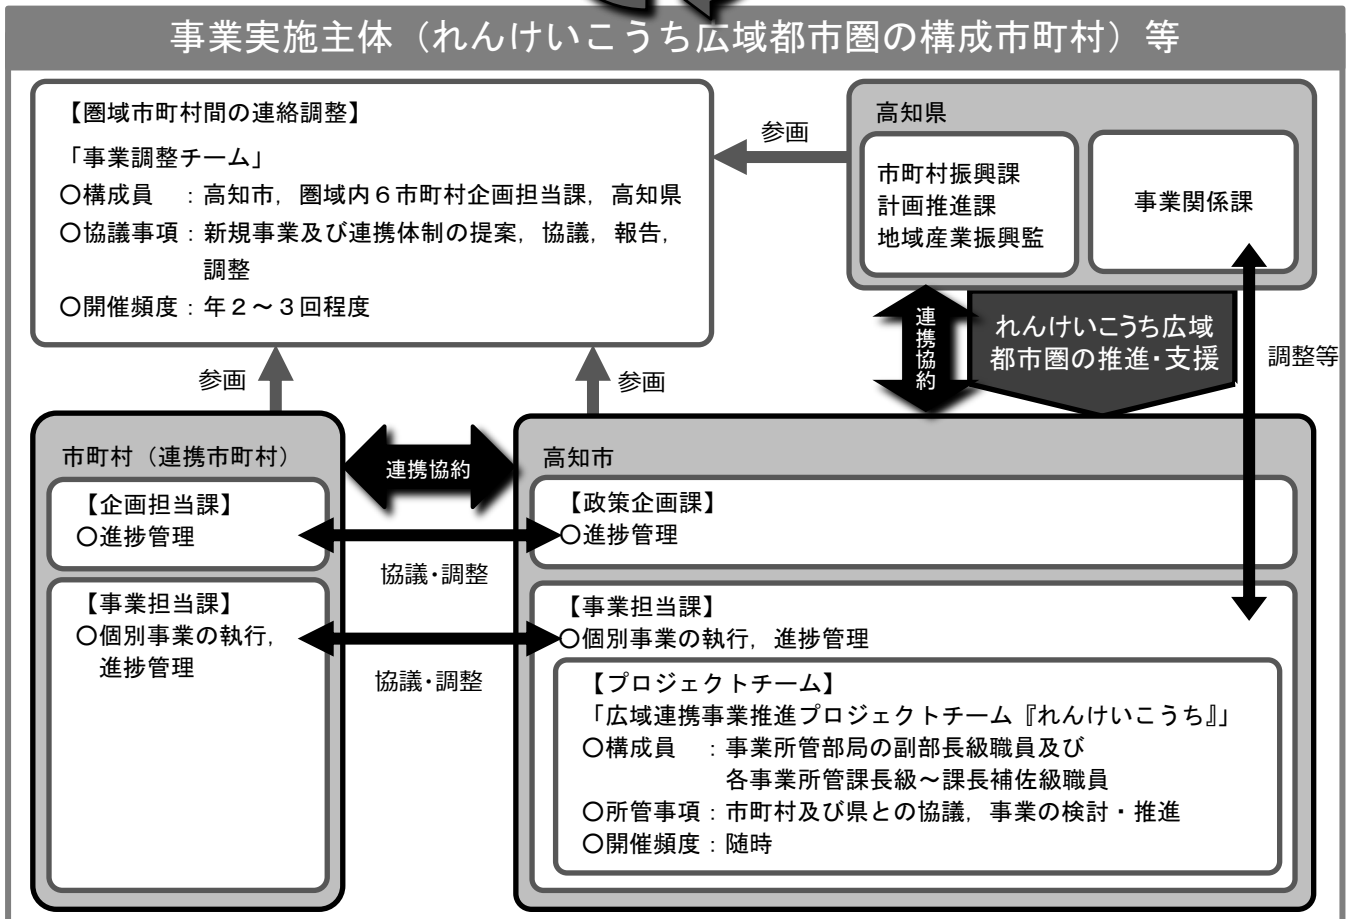 事業実施主体（れんけいこうち広域都市圏の構成市町村）等
【圏域市町村間の連絡調整】
「事業調整チーム」
〇構成員　：高知市，圏域内６市町村企画担当課，高知県
〇協議事項：新規事業及び連携体制の提案，協議，報告，
調整
〇開催頻度：年２～３回程度
参画
高知県
市町村振興課
計画推進課
地域産業振興監
事業関係課
連携協約
れんけいこうち広域
都市圏の推進・支援
調整等
参画
参画
市町村（連携市町村）
【企画担当課】
〇進捗管理
【事業担当課】
〇個別事業の執行，
進捗管理
連携協約
協議・調整
協議・調整
高知市
【政策企画課】
〇進捗管理
【事業担当課】
〇個別事業の執行，進捗管理
【プロジェクトチーム】
「広域連携事業推進プロジェクトチーム『れんけいこうち』」
〇構成員　：事業所管部局の副部長級職員及び
各事業所管課長級～課長補佐級職員
〇所管事項：市町村及び県との協議，事業の検討・推進
〇開催頻度：随時